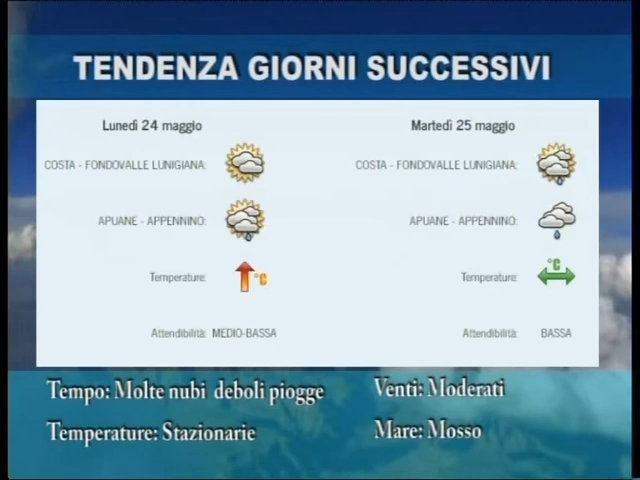 TENDENZA GIORNI SUCCESSIVI
Lunedì 24 maggio
COSTA - FONDOVALLE LUNIGIANA:
APUANE - APPENNINO:
Temperature: °C
Attendibilità: MEDIO-BASSA
Martedì 25 maggio
COSTA - FONDOVALLE LUNIGIANA:
APUANE - APPENNINO:
Temperature: °C
Attendibilità: BASSA
Tempo: Molte nubi deboli piogge
Venti: Moderati
Temperature: Stazionarie
Mare: Mosso